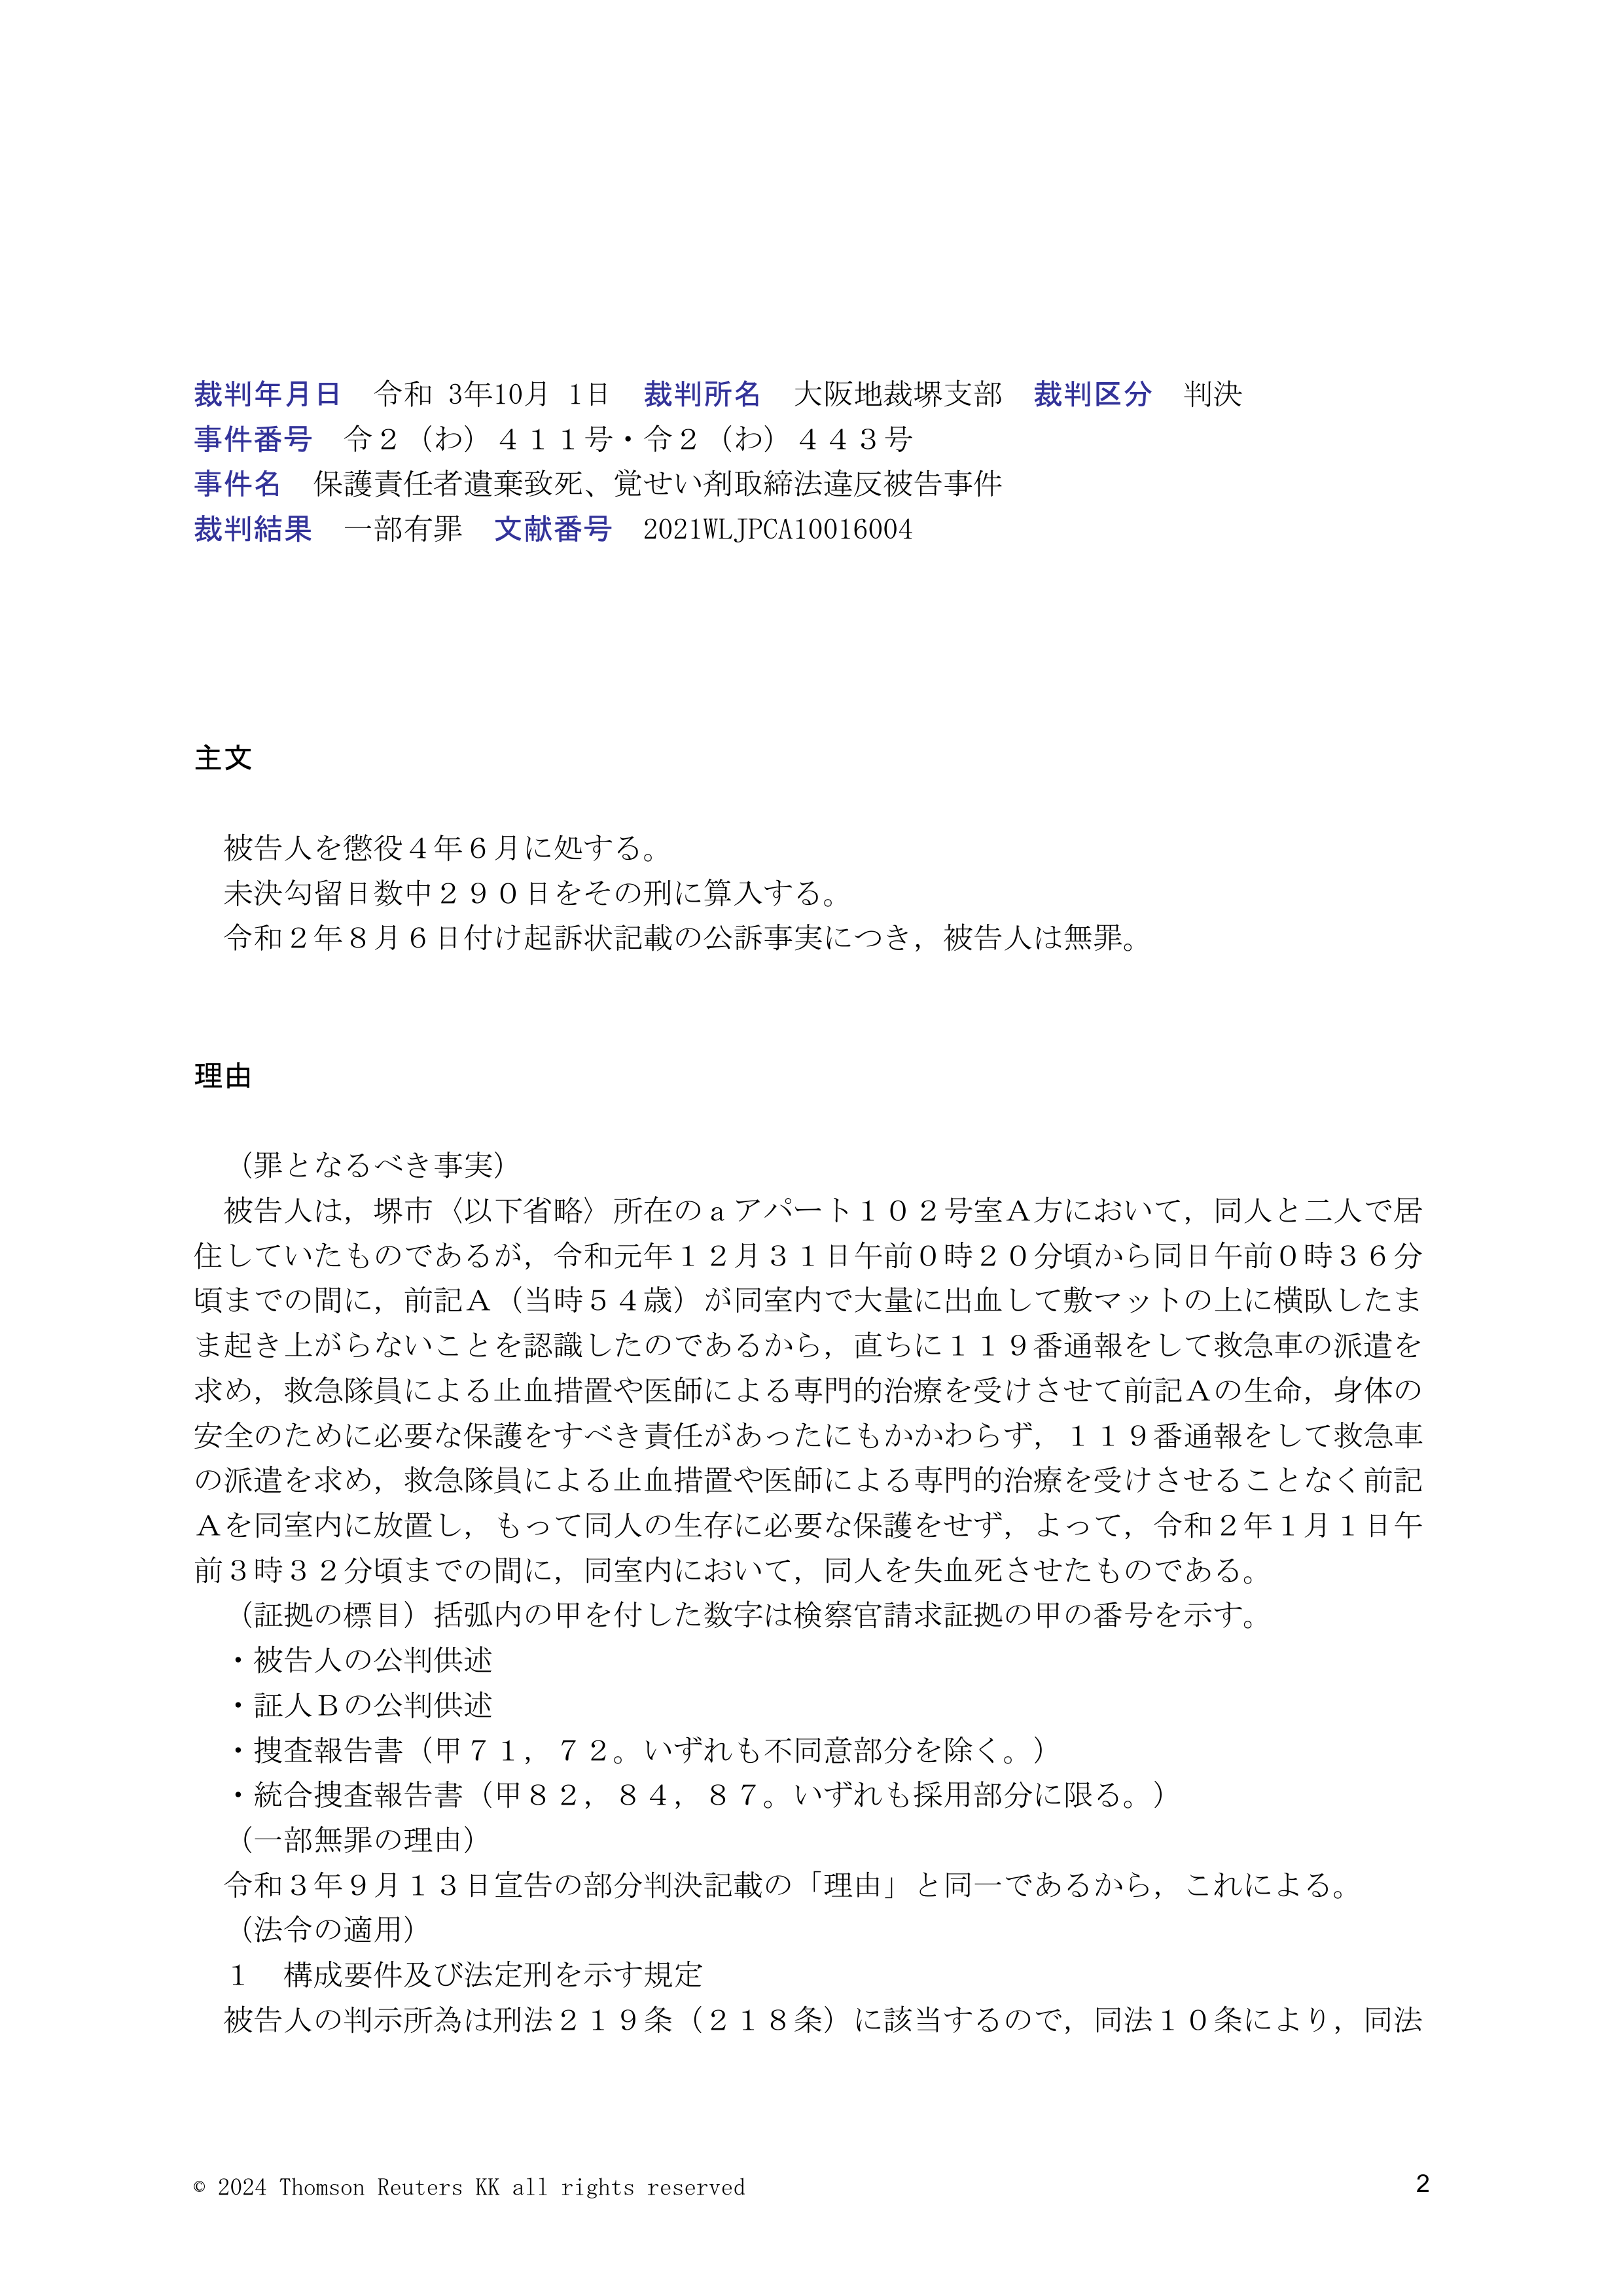 裁判年月日　令和 3年10月 1日　裁判所名　大阪地裁堺支部　裁判区分　判決
事件番号　令２（わ）４１１号・令２（わ）４４３号
事件名　保護責任者遺棄致死、覚せい剤取締法違反被告事件
裁判結果　一部有罪　文献番号　2021WLJPCA10016004
主文
被告人を懲役４年６月に処する。
未決勾留日数中２９０日をその刑に算入する。
令和２年８月６日付け起訴状記載の公訴事実につき，被告人は無罪。
理由
（罪となるべき事実）
被告人は，堺市〈以下省略〉所在のａアパート１０２号室Ａ方において，同人と二人で居
住していたものであるが，令和元年１２月３１日午前０時２０分頃から同日午前０時３６分
頃までの間に，前記Ａ（当時５４歳）が同室内で大量に出血して敷マットの上に横臥したま
ま起き上がらないことを認識したのであるから，直ちに１１９番通報をして救急車の派遣を
求め，救急隊員による止血措置や医師による専門的治療を受けさせて前記Ａの生命，身体の
安全のために必要な保護をすべき責任があったにもかかわらず，１１９番通報をして救急車
の派遣を求め，救急隊員による止血措置や医師による専門的治療を受けさせることなく前記
Ａを同室内に放置し，もって同人の生存に必要な保護をせず，よって，令和２年１月１日午
前３時３２分頃までの間に，同室内において，同人を失血死させたものである。
（証拠の標目）括弧内の甲を付した数字は検察官請求証拠の甲の番号を示す。
・被告人の公判供述
・証人Ｂの公判供述
・捜査報告書（甲７１，７２。いずれも不同意部分を除く。）
・統合捜査報告書（甲８２，８４，８７。いずれも採用部分に限る。）
（一部無罪の理由）
令和３年９月１３日宣告の部分判決記載の「理由」と同一であるから，これによる。
（法令の適用）
１　構成要件及び法定刑を示す規定
被告人の判示所為は刑法２１９条（２１８条）に該当するので，同法１０条により，同法
© 2024 Thomson Reuters KK all rights reserved
2